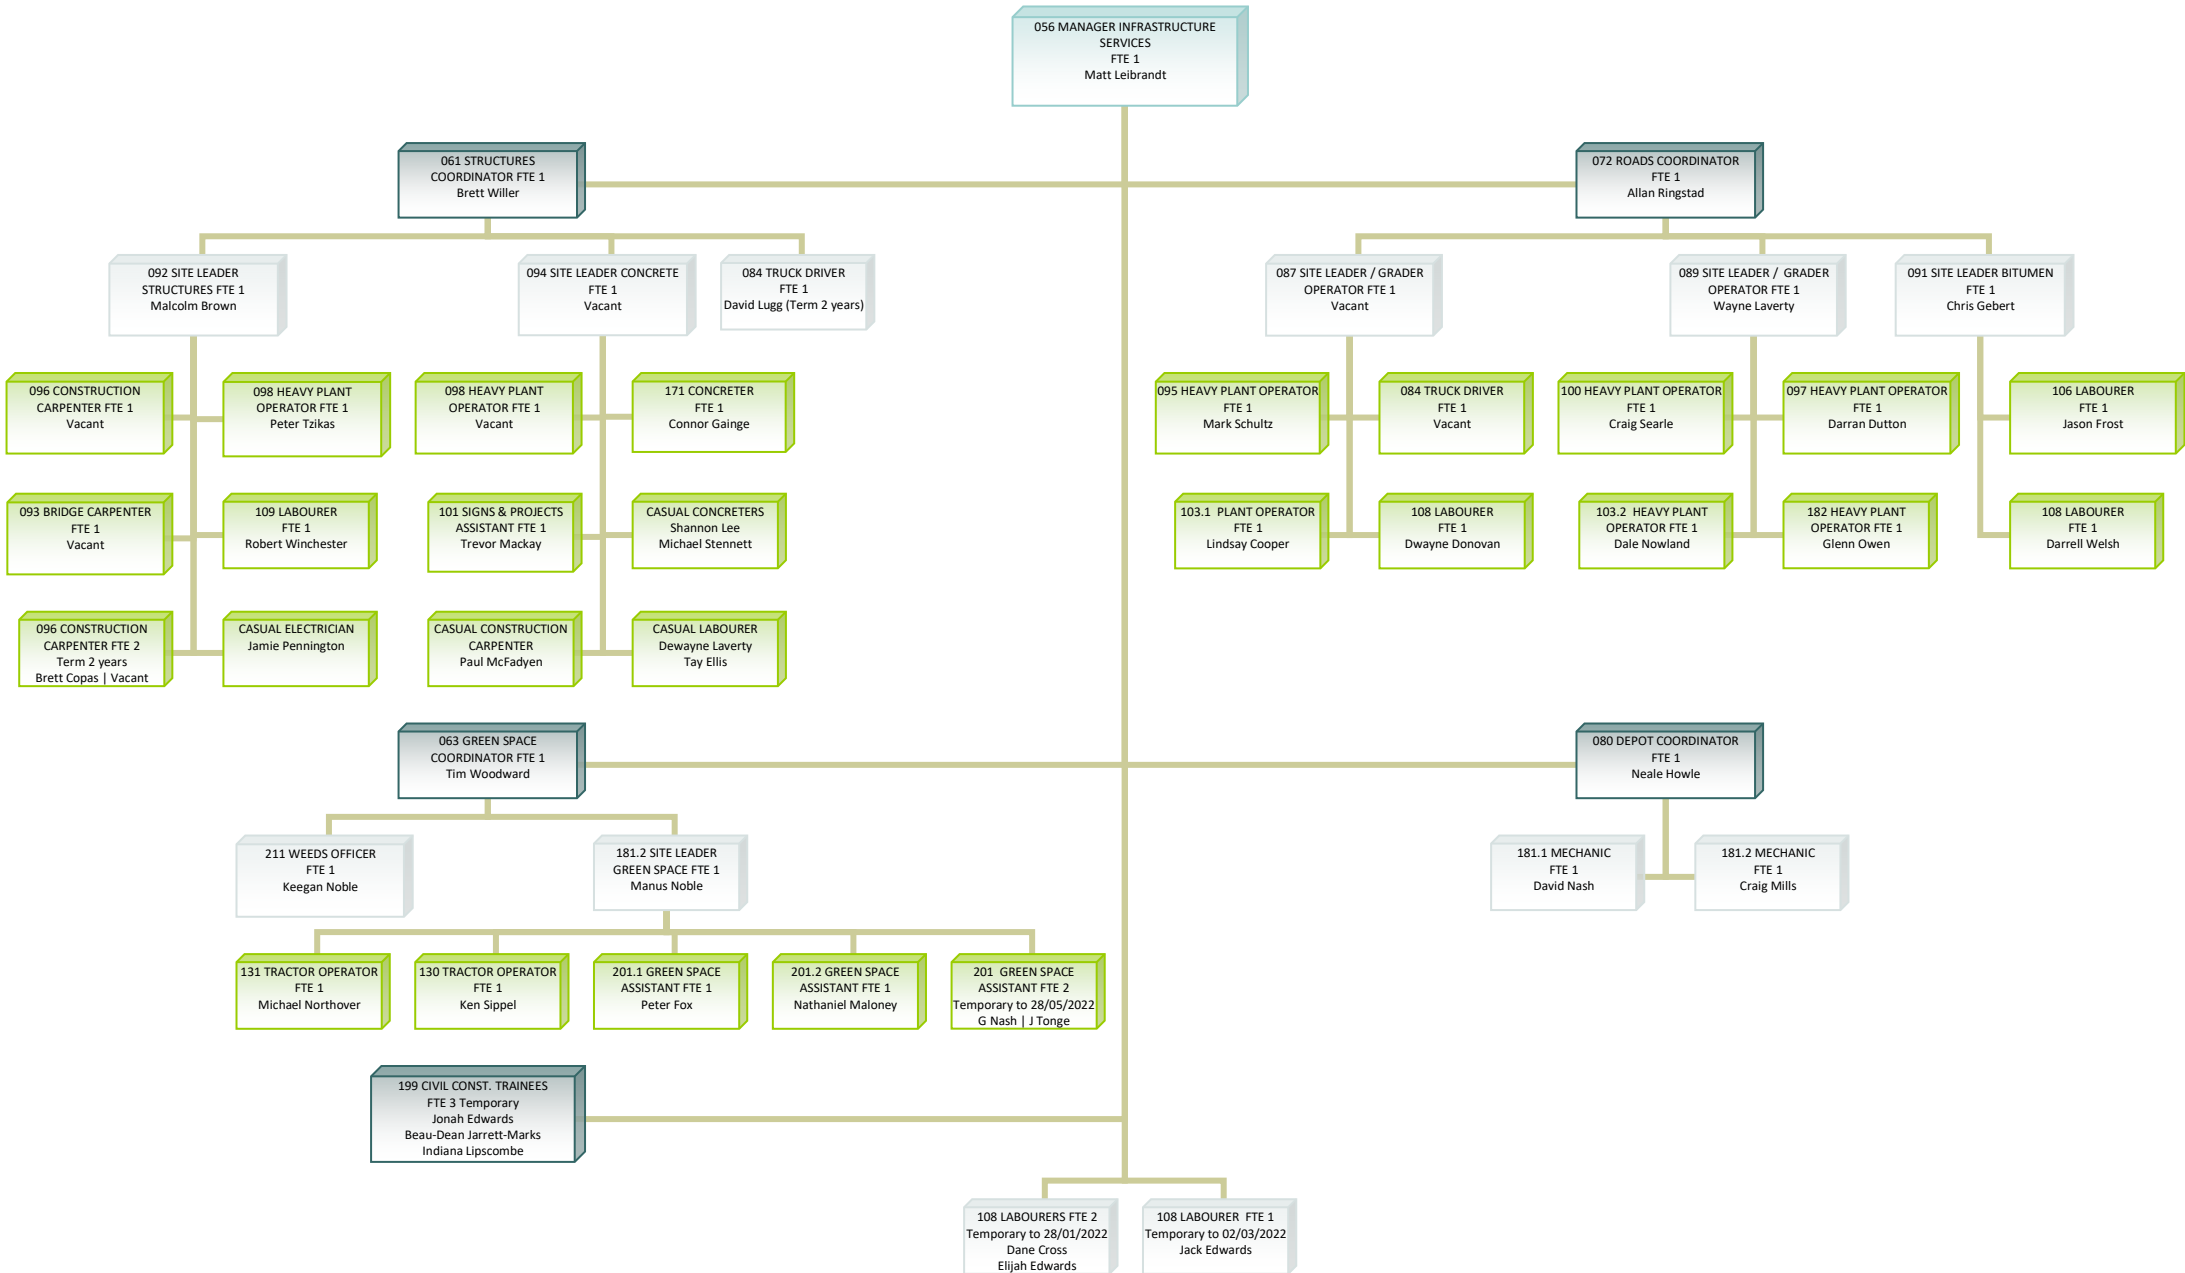 056 MANAGER INFRASTRUCTURE
SERVICES
FTE 1
Matt Leibrandt
061 STRUCTURES
COORDINATOR FTE 1
Brett Willer
072 ROADS COORDINATOR
FTE 1
Allan Ringstad
092 SITE LEADER
STRUCTURES FTE 1
Malcolm Brown
094 SITE LEADER CONCRETE
FTE 1
Vacant
084 TRUCK DRIVER
FTE 1
David Lugg (Term 2 years)
087 SITE LEADER / GRADER
OPERATOR FTE 1
Vacant
089 SITE LEADER / GRADER
OPERATOR FTE 1
Wayne Laverty
091 SITE LEADER BITUMEN
FTE 1
Chris Gebert
096 CONSTRUCTION
CARPENTER FTE 1
Vacant
098 HEAVY PLANT
OPERATOR FTE 1
Peter Tzikas
098 HEAVY PLANT
OPERATOR FTE 1
Vacant
171 CONCRETER
FTE 1
Connor Gainge
095 HEAVY PLANT OPERATOR
FTE 1
Mark Schultz
084 TRUCK DRIVER
FTE 1
Vacant
100 HEAVY PLANT OPERATOR
FTE 1
Craig Searle
097 HEAVY PLANT OPERATOR
FTE 1
Darran Dutton
106 LABOURER
FTE 1
Jason Frost
093 BRIDGE CARPENTER
FTE 1
Vacant
109 LABOURER
FTE 1
Robert Winchester
101 SIGNS & PROJECTS
ASSISTANT FTE 1
Trevor Mackay
CASUAL CONCRETERS
Shannon Lee
Michael Stennett
103.1 PLANT OPERATOR
FTE 1
Lindsay Cooper
108 LABOURER
FTE 1
Dwayne Donovan
103.2 HEAVY PLANT
OPERATOR FTE 1
Dale Nowland
182 HEAVY PLANT
OPERATOR FTE 1
Glenn Owen
108 LABOURER
FTE 1
Darrell Welsh
096 CONSTRUCTION
CARPENTER FTE 2
Term 2 years
Brett Copas | Vacant
CASUAL ELECTRICIAN
Jamie Pennington
CASUAL CONSTRUCTION
CARPENTER
Paul McFadyen
CASUAL LABOURER
Dewayne Laverty
Tay Ellis
063 GREEN SPACE
COORDINATOR FTE 1
Tim Woodward
080 DEPOT COORDINATOR
FTE 1
Neale Howle
211 WEEDS OFFICER
FTE 1
Keegan Noble
181.2 SITE LEADER
GREEN SPACE FTE 1
Manus Noble
181.1 MECHANIC
FTE 1
David Nash
181.2 MECHANIC
FTE 1
Craig Mills
131 TRACTOR OPERATOR
FTE 1
Michael Northover
130 TRACTOR OPERATOR
FTE 1
Ken Sippel
201.1 GREEN SPACE
ASSISTANT FTE 1
Peter Fox
201.2 GREEN SPACE
ASSISTANT FTE 1
Nathaniel Maloney
201 GREEN SPACE
ASSISTANT FTE 2
Temporary to 28/05/2022
G Nash | J Tonge
199 CIVIL CONST. TRAINEES
FTE 3 Temporary
Jonah Edwards
Beau-Dean Jarrett-Marks
Indiana Lipscombe
108 LABOURERS FTE 2
Temporary to 28/01/2022
Dane Cross
Elijah Edwards
108 LABOURER FTE 1
Temporary to 02/03/2022
Jack Edwards